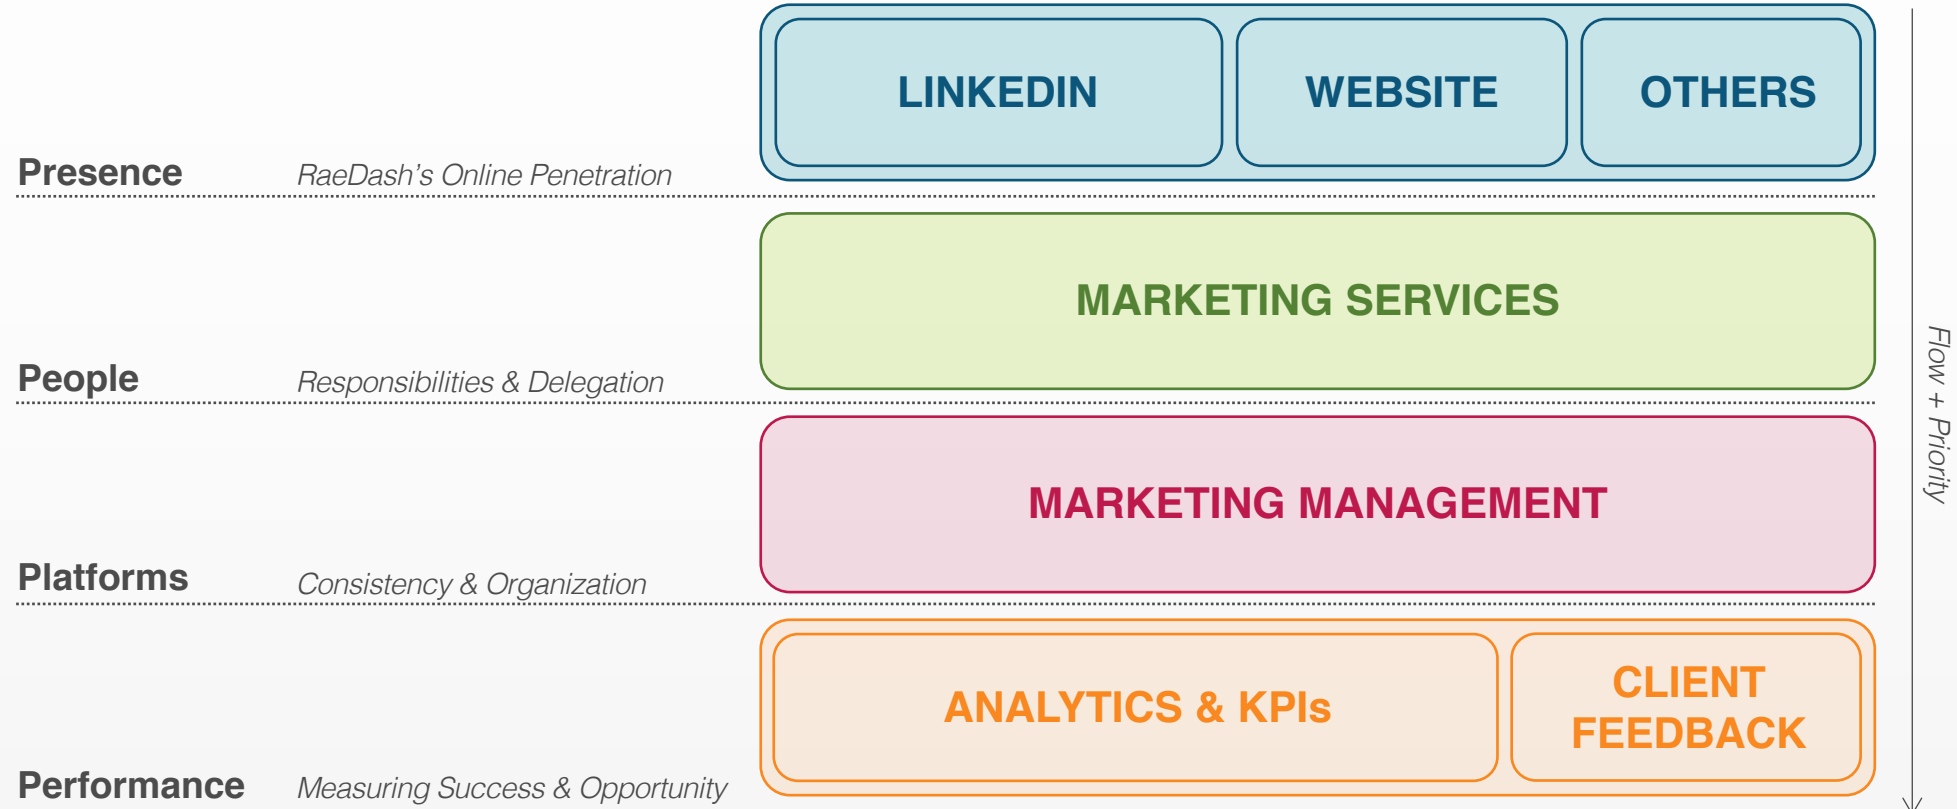 LINKEDIN
WEBSITE
OTHERS
Presence
RaeDash's Online Penetration
MARKETING SERVICES
People
Responsibilities & Delegation
MARKETING MANAGEMENT
Platforms
Consistency & Organization
ANALYTICS & KPIs
CLIENT
FEEDBACK
Performance
Measuring Success & Opportunity
Flow + Priority